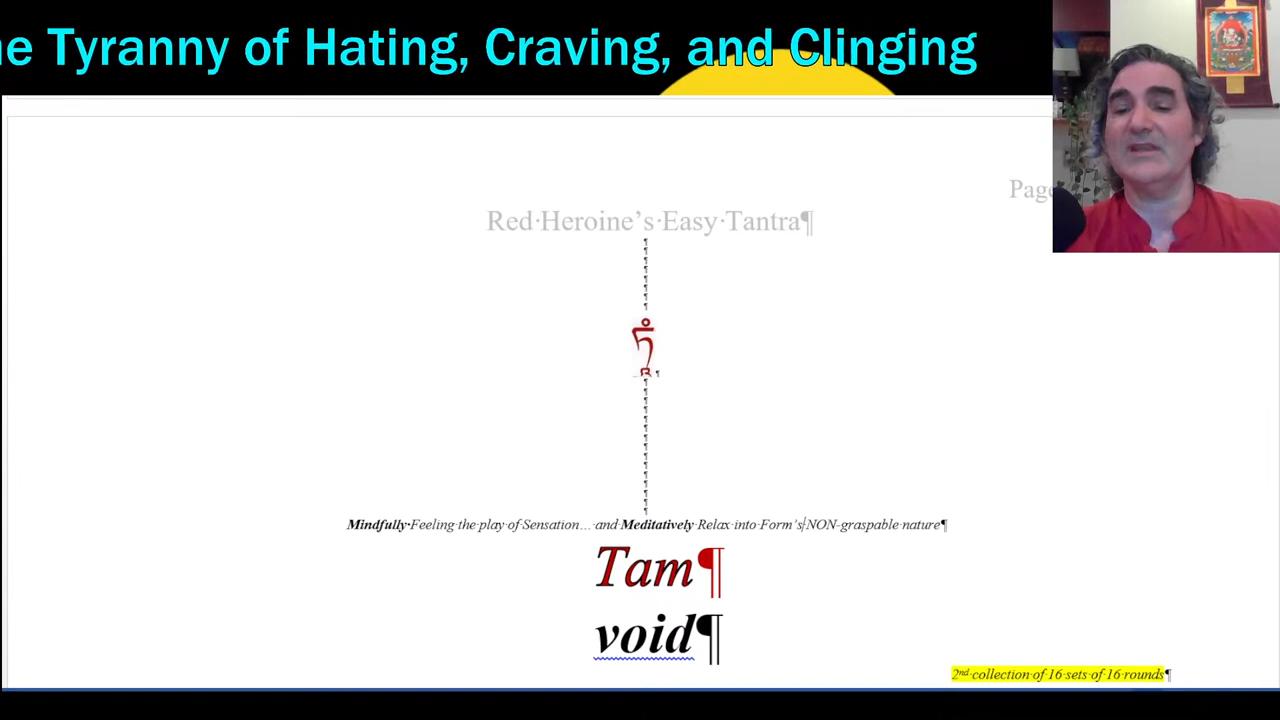 he Tyranny of Hating, Craving, and Clinging
Page
Red·Heroine's·Easy·Tantra¶
Mindfully·Feeling·the·play·of·Sensation…·and·Meditatively·Relax·into·Form's·NON-graspable·nature¶
Tam¶
void¶
2nd·collection·of·16·sets·of·16·rounds¶